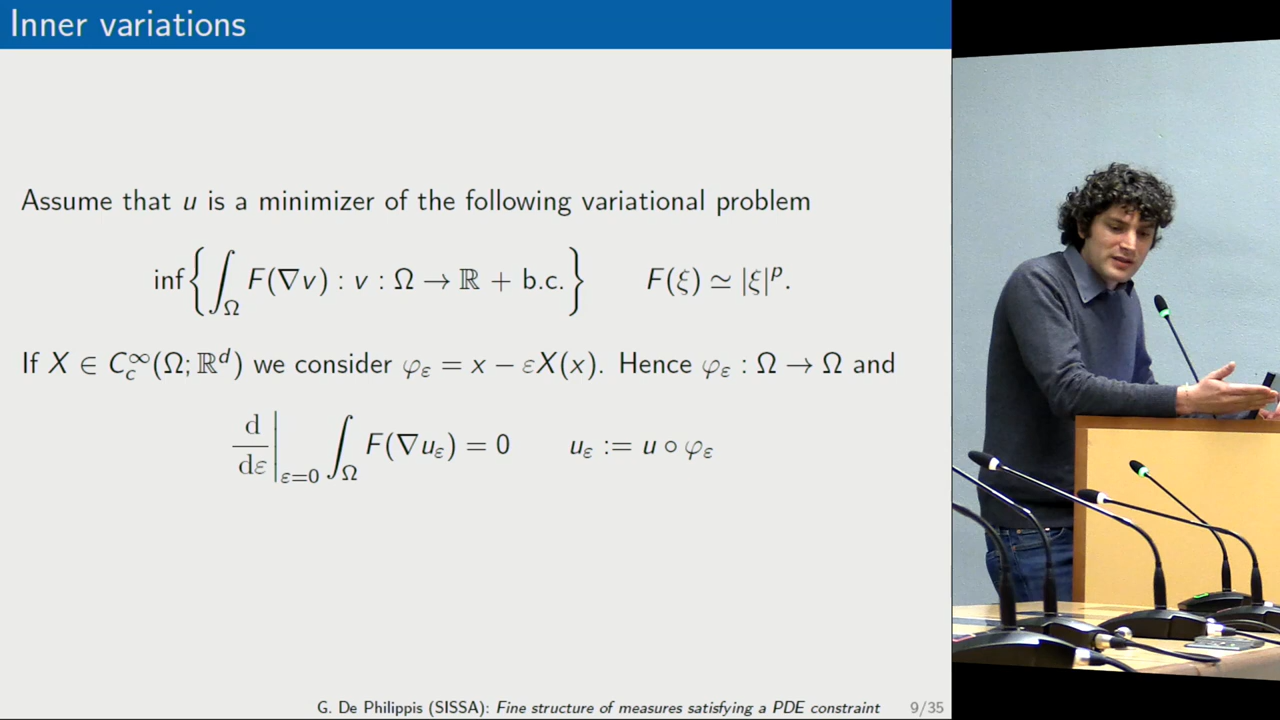 Inner variations
Assume that u is a minimizer of the following variational problem
inf{∫_Ω F(∇v) : v : Ω → ℝ + b.c.}    F(ξ) ≃ |ξ|^p.
If X ∈ C_c^∞(Ω; ℝ^d) we consider φ_ε = x − εX(x). Hence φ_ε : Ω → Ω and
d/dε|_{ε=0} ∫_Ω F(∇u_ε) = 0    u_ε := u ∘ φ_ε
G. De Philippis (SISSA): Fine structure of measures satisfying a PDE constraint    9/35